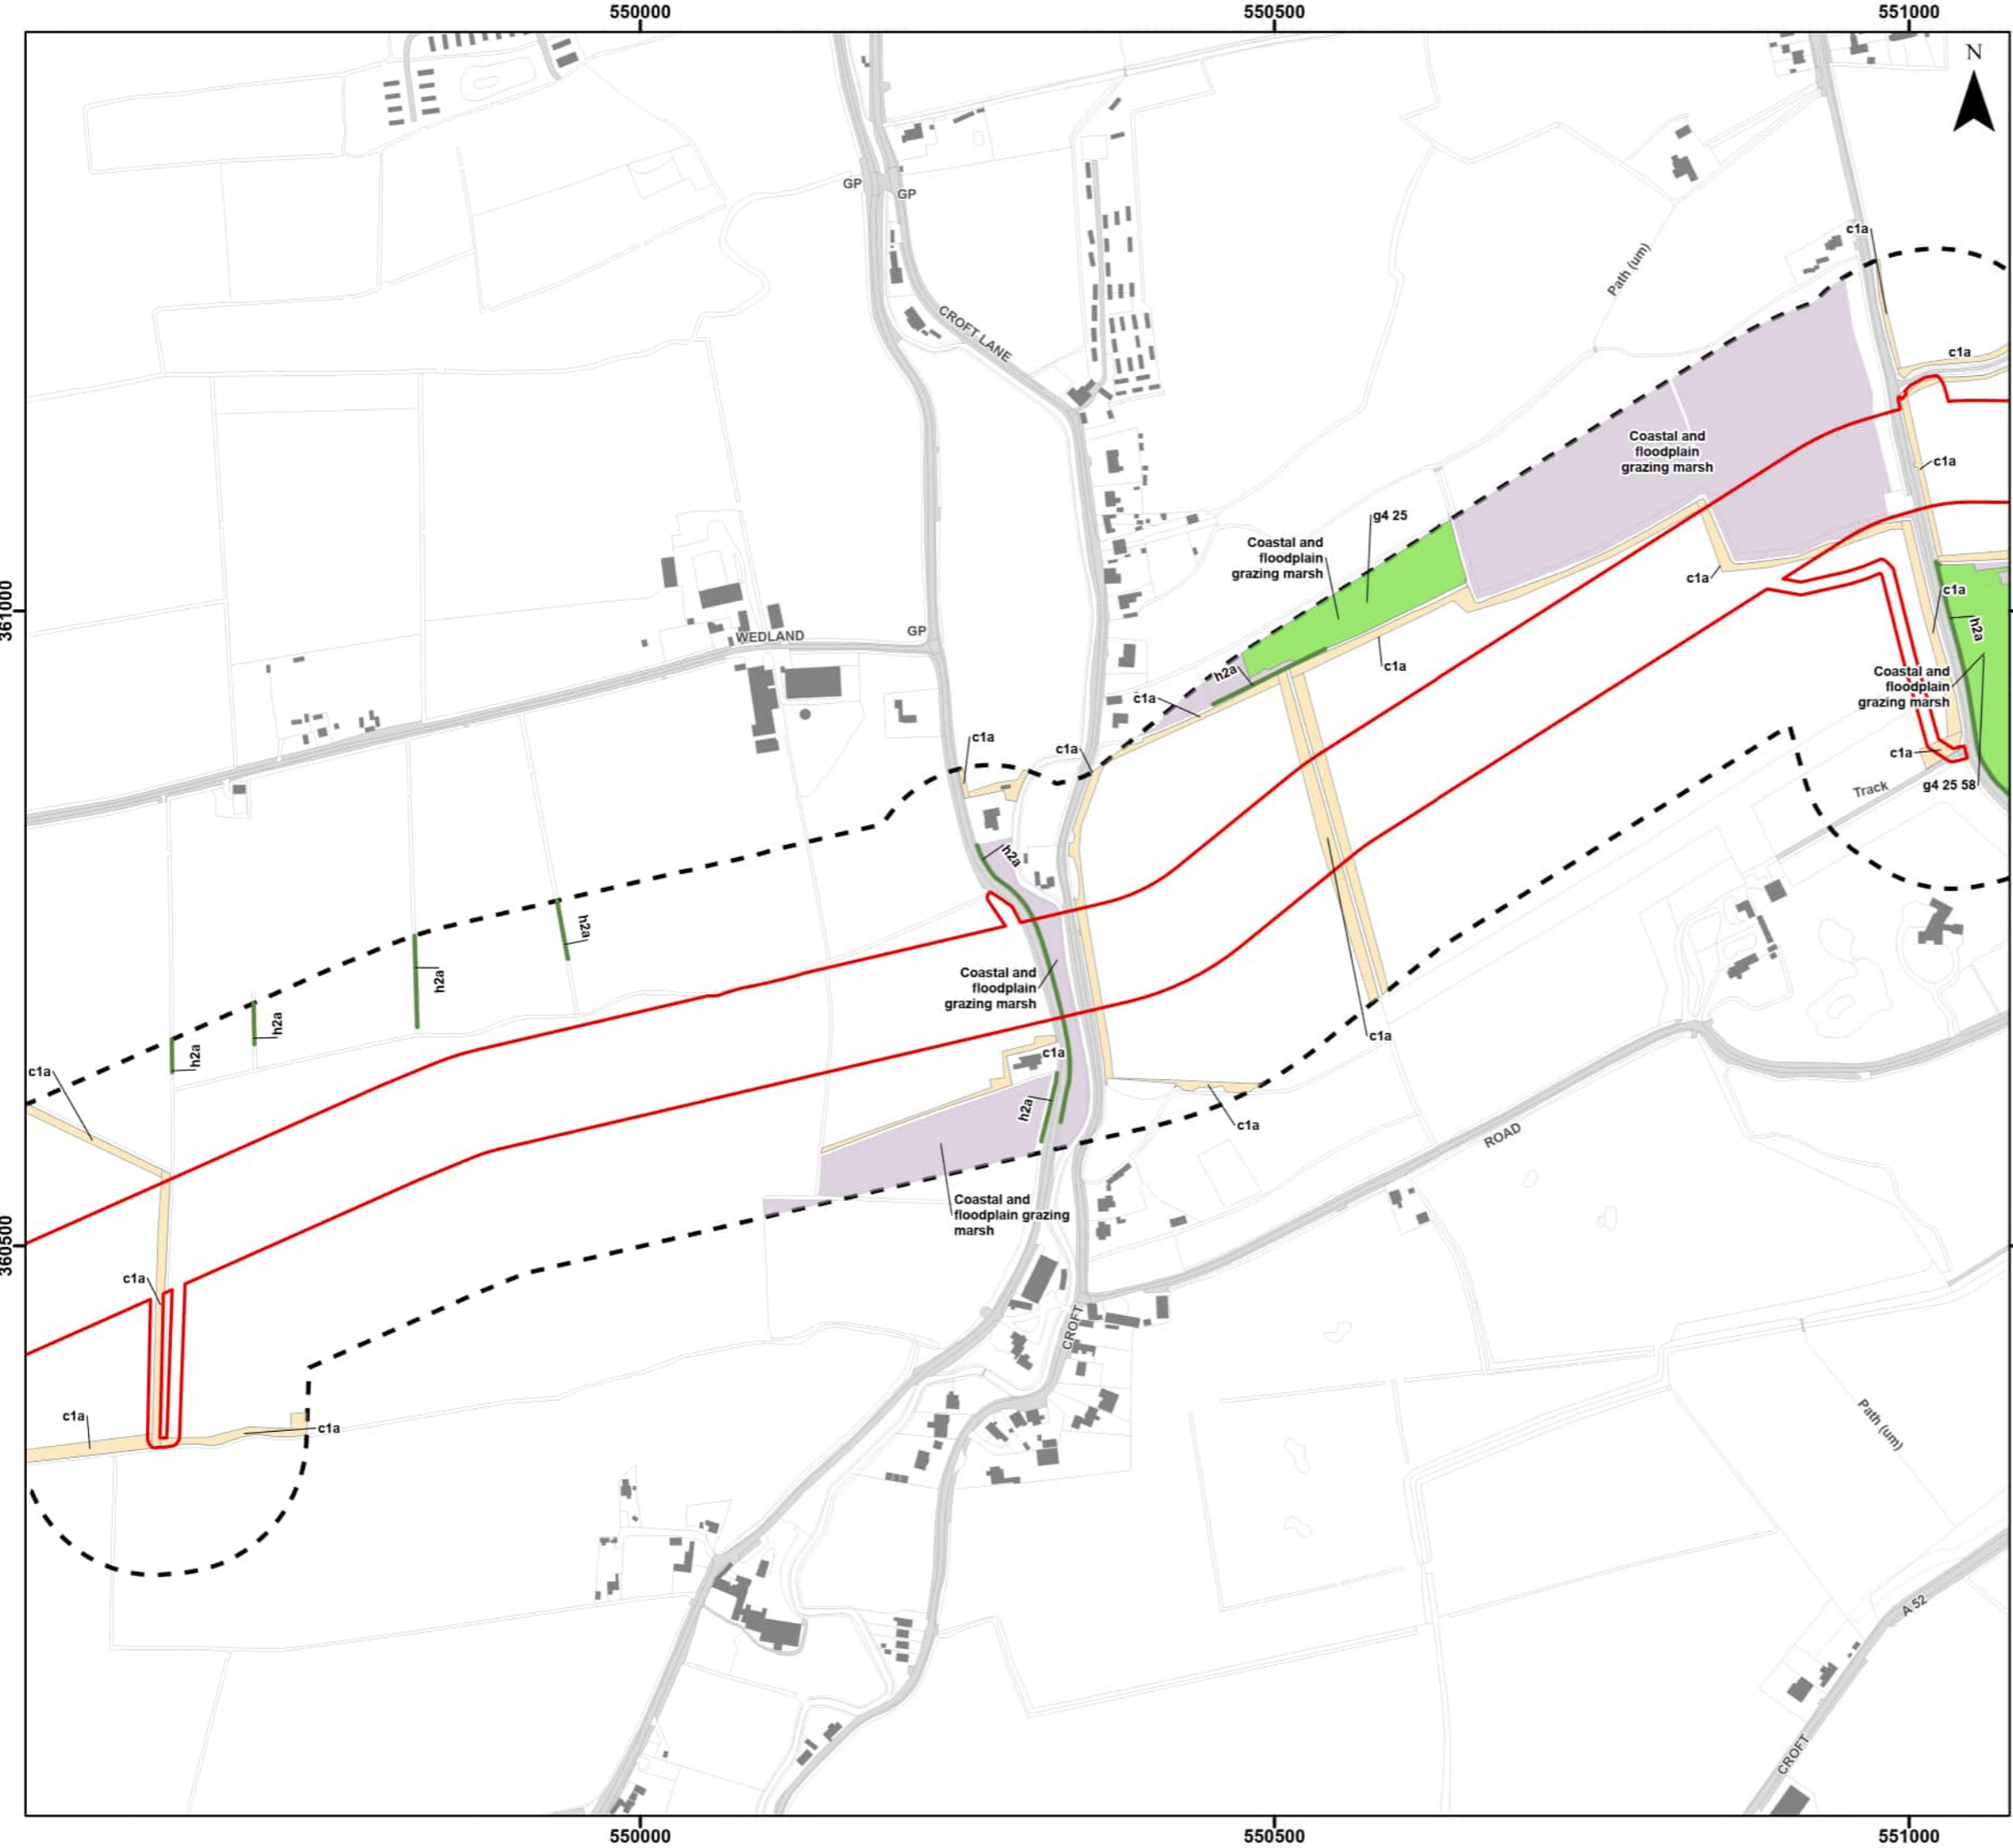 550000
550500
551000
N
GP
GP
c1a
Path (um)
CROFT LANE
c1a
Coastal and
floodplain
grazing marsh
c1a
g4 25
Coastal and
floodplain
grazing marsh
c1a
361000
361000
c1a
h2a
WEDLAND
GP
c1a
h2a
c1a
Coastal and
floodplain
grazing marsh
c1a
c1a
c1a
g4 25 58
Track
h2a
h2a
h2a
h2a
h2a
Coastal and
floodplain
grazing marsh
c1a
c1a
c1a
h2a
c1a
ROAD
Coastal and
floodplain grazing
marsh
360500
c1a
CROFT
c1a
c1a
Path (um)
A 52
CROFT
550000
550500
551000